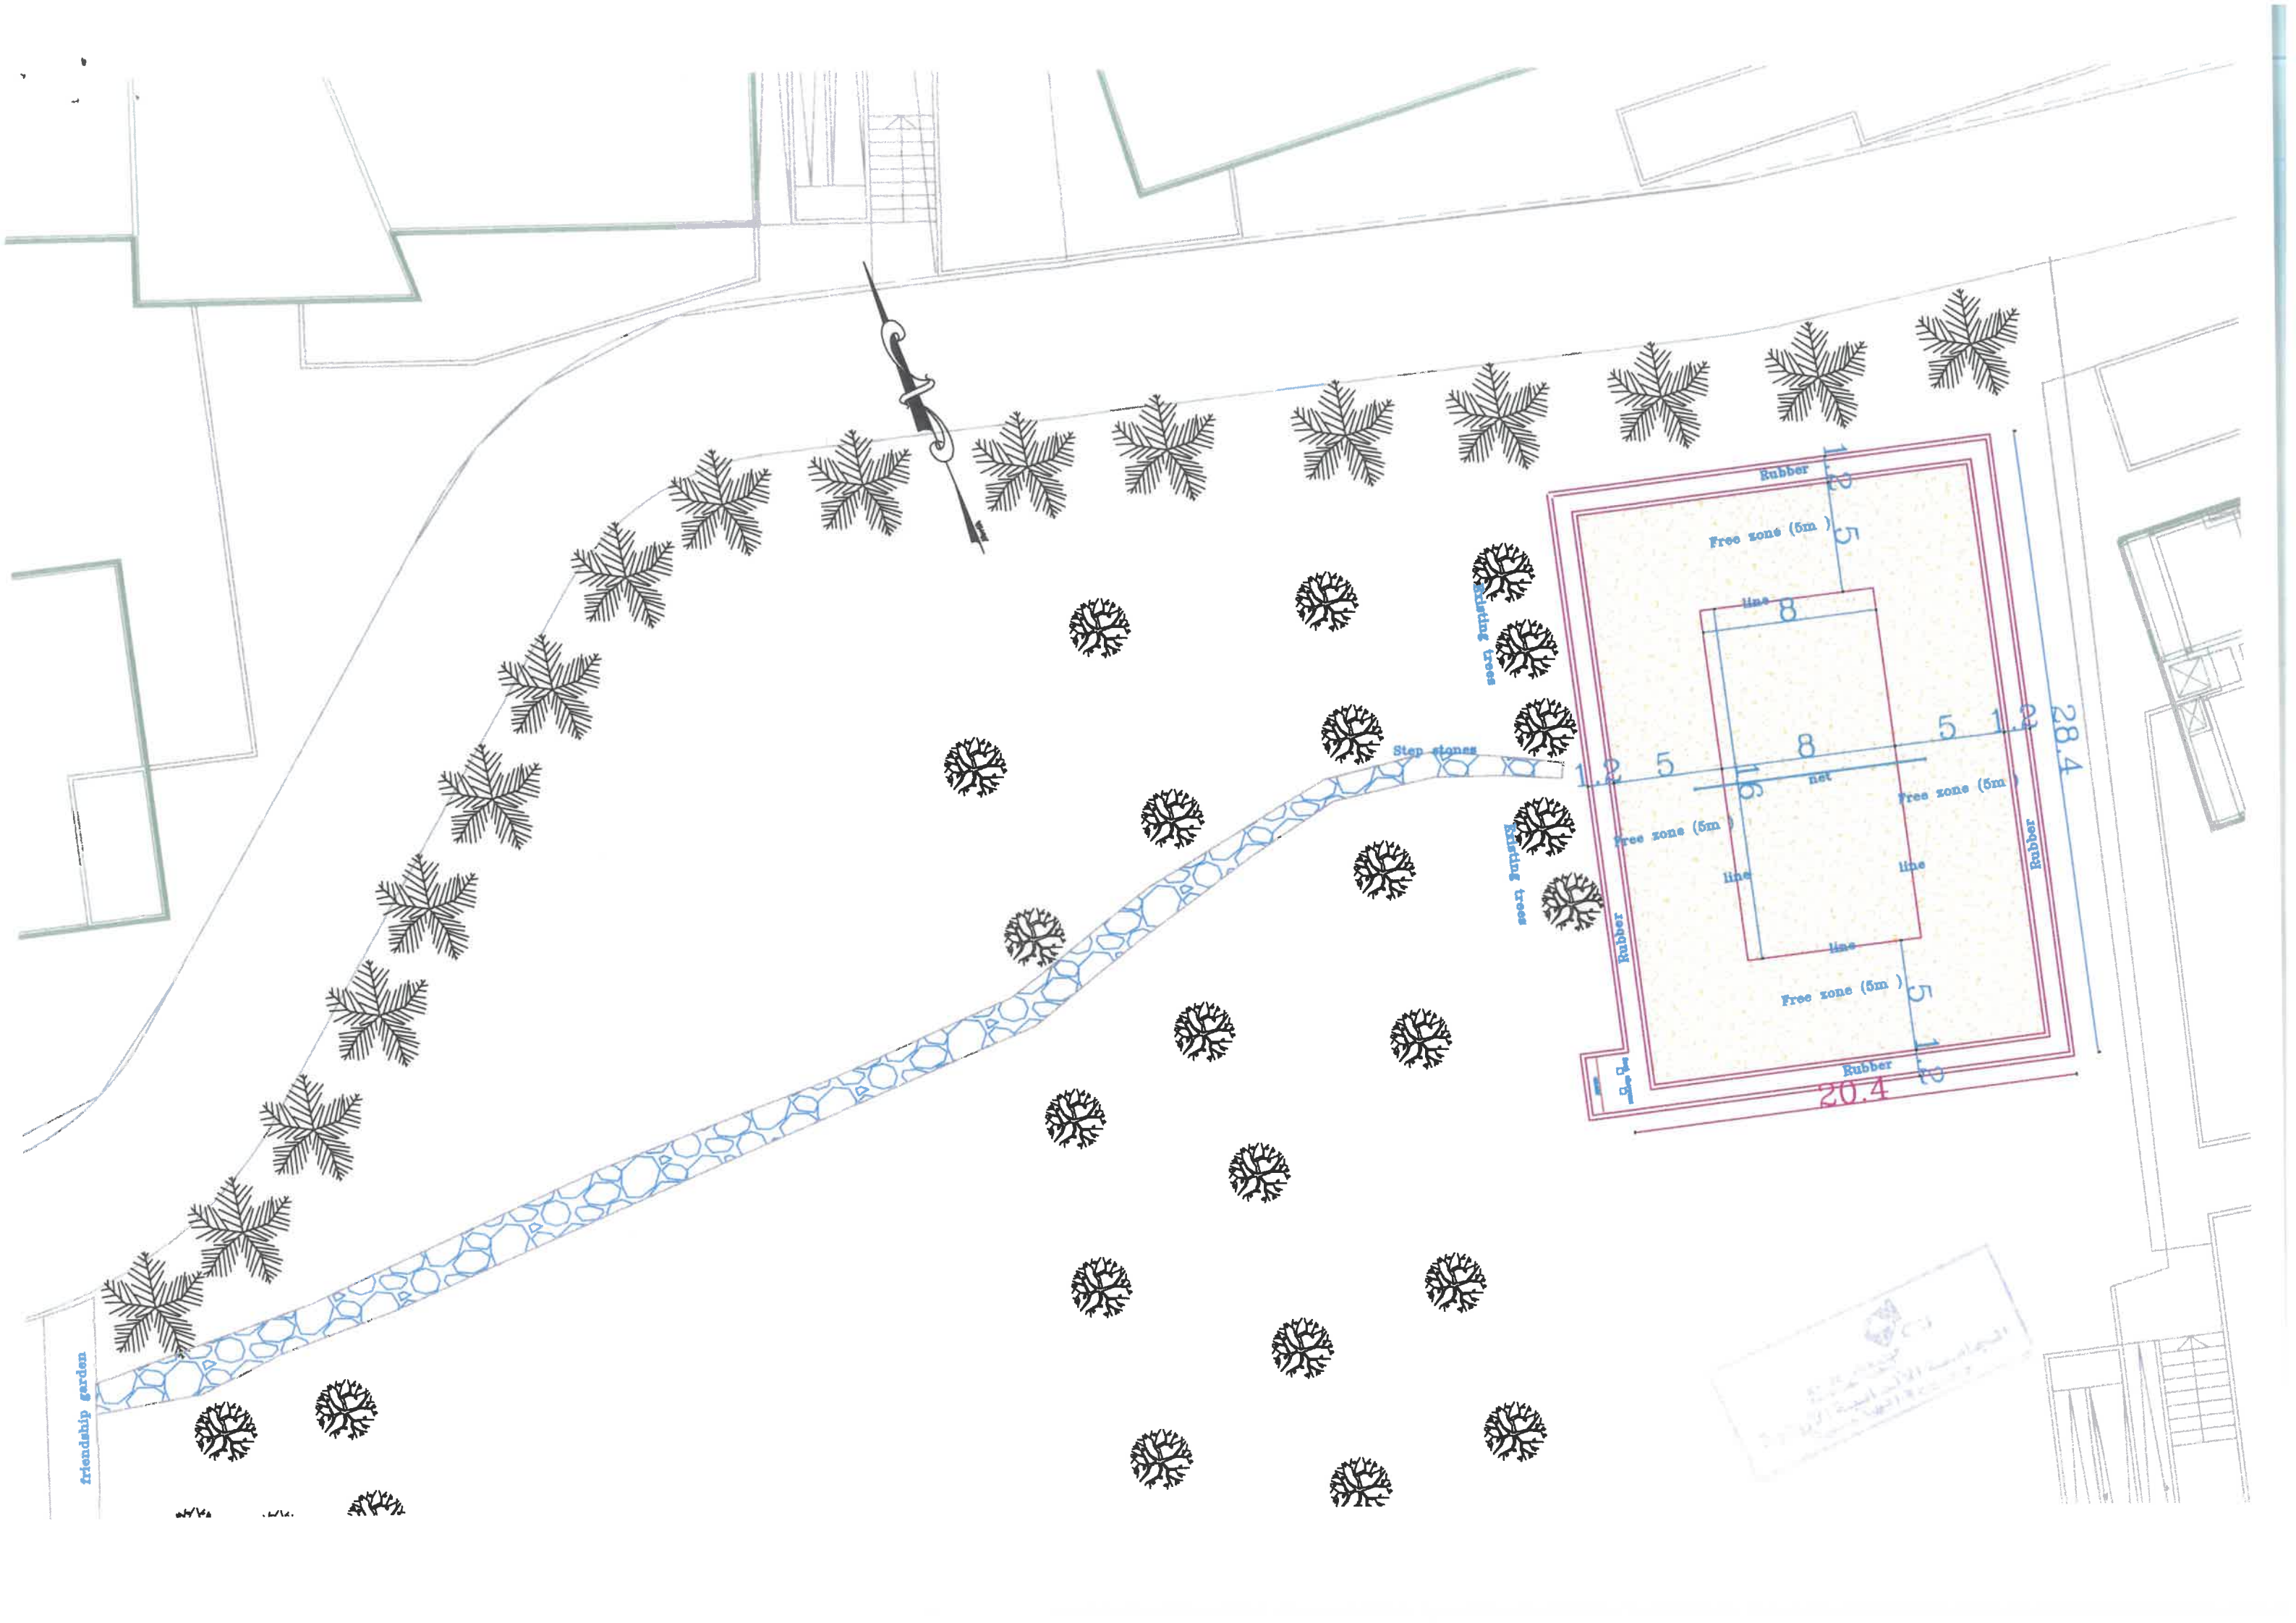 Rubber
1.2
Free zone (5m )
5
Existing trees
line
8
Step stones
1.2
5
8
5
1.2
28.4
net
16
Free zone (5m )
Free zone (5m )
Existing trees
line
line
Rubber
Rubber
line
Free zone (5m )
5
Rubber
1.2
20.4
friendship garden